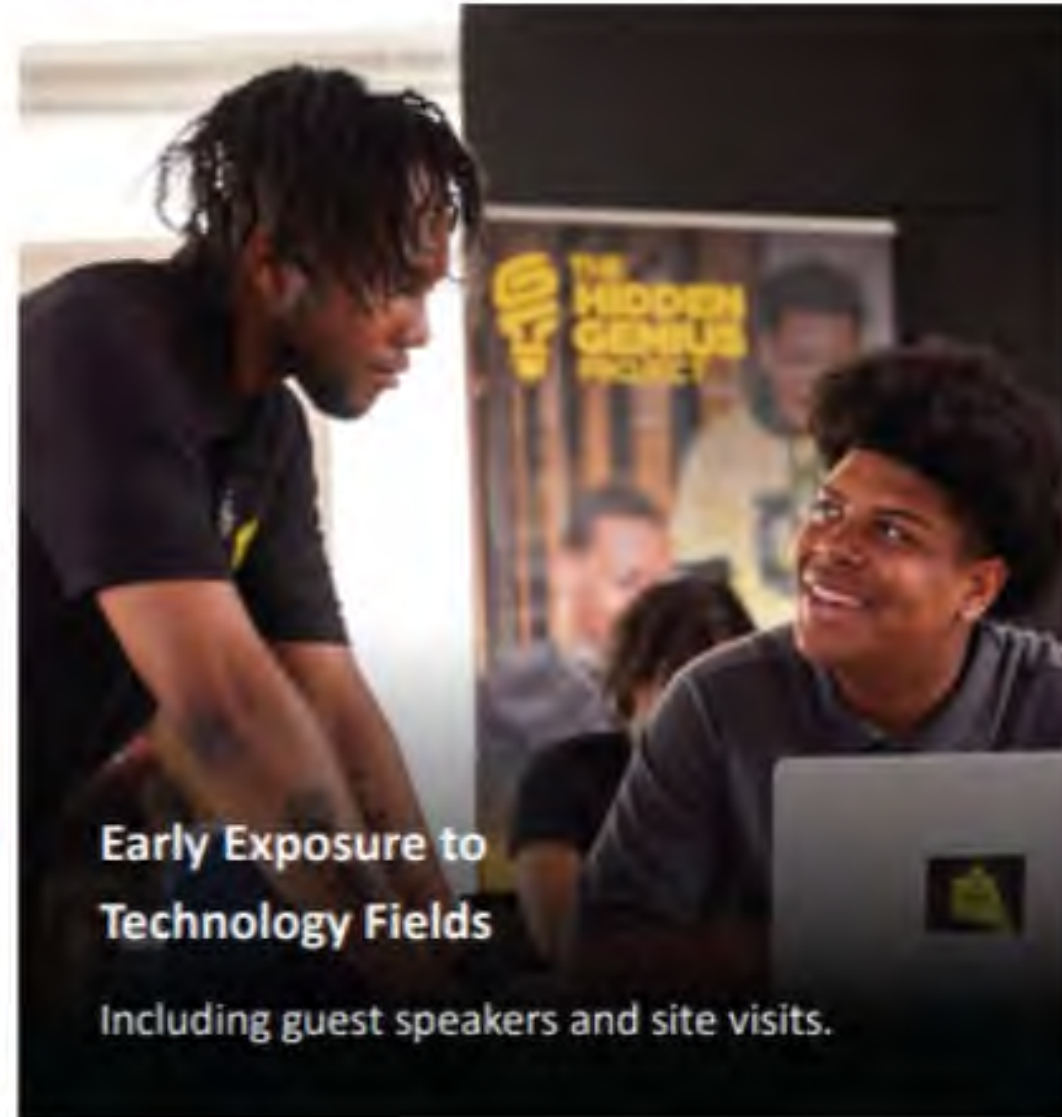 THE
HIDDEN
GENIUS
PROJECT
Early Exposure to
Technology Fields
Including guest speakers and site visits.